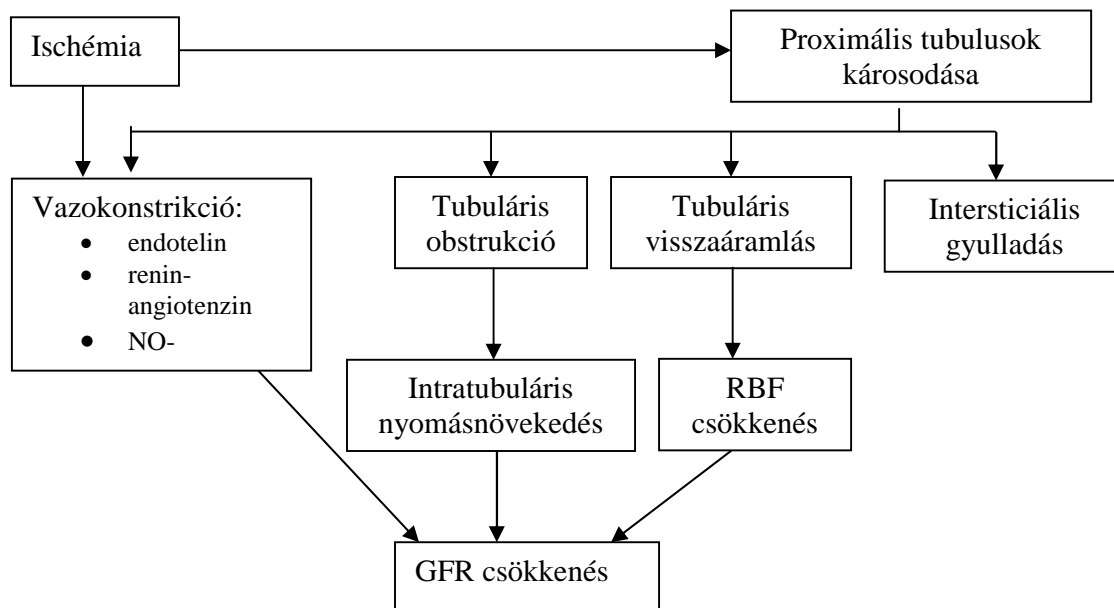 Ischémia
Proximális tubulusok
károsodása
Vazokonstrikció:
• endotelin
• renin-
angiotenzin
• NO-
Tubuláris
obstrukció
Tubuláris
visszaáramlás
Intersticiális
gyulladás
Intratubuláris
nyomásnövekedés
RBF
csökkenés
GFR csökkenés